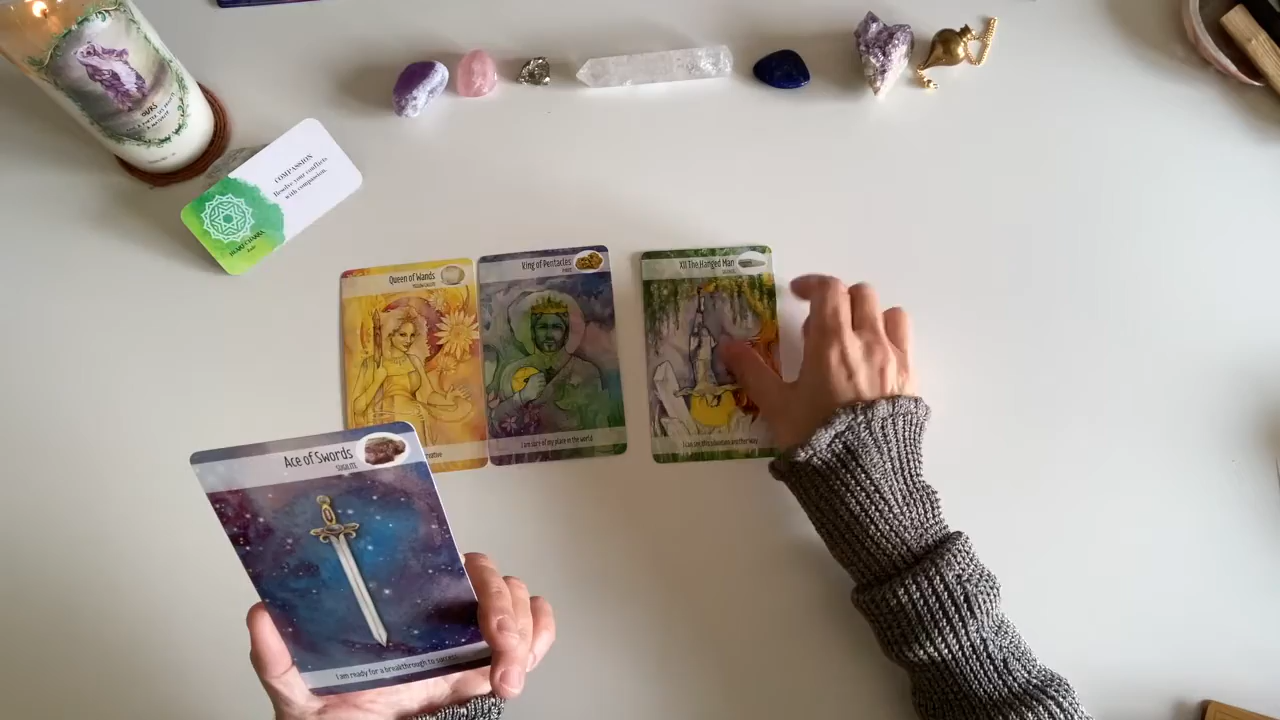 OURS
COMPASSION
Resolve your conflicts
with compassion.
HEART CHAKRA
Queen of Wands
King of Pentacles
XII The Hanged Man
I am sure of my place in the world
I can see this situation another way
Ace of Swords
SUGILITE
I am ready for a breakthrough to success